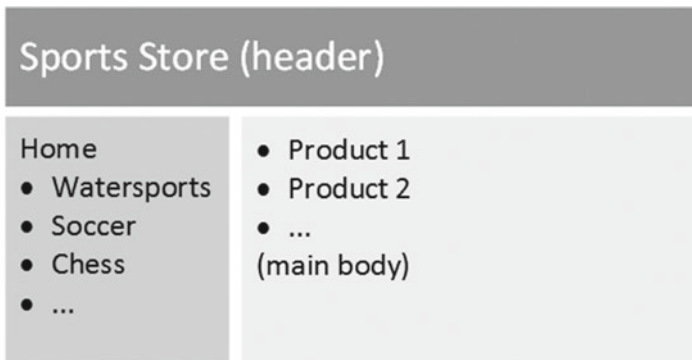 Sports Store (header)
Home
• Watersports
• Soccer
• Chess
• ...
• Product 1
• Product 2
• ...
(main body)